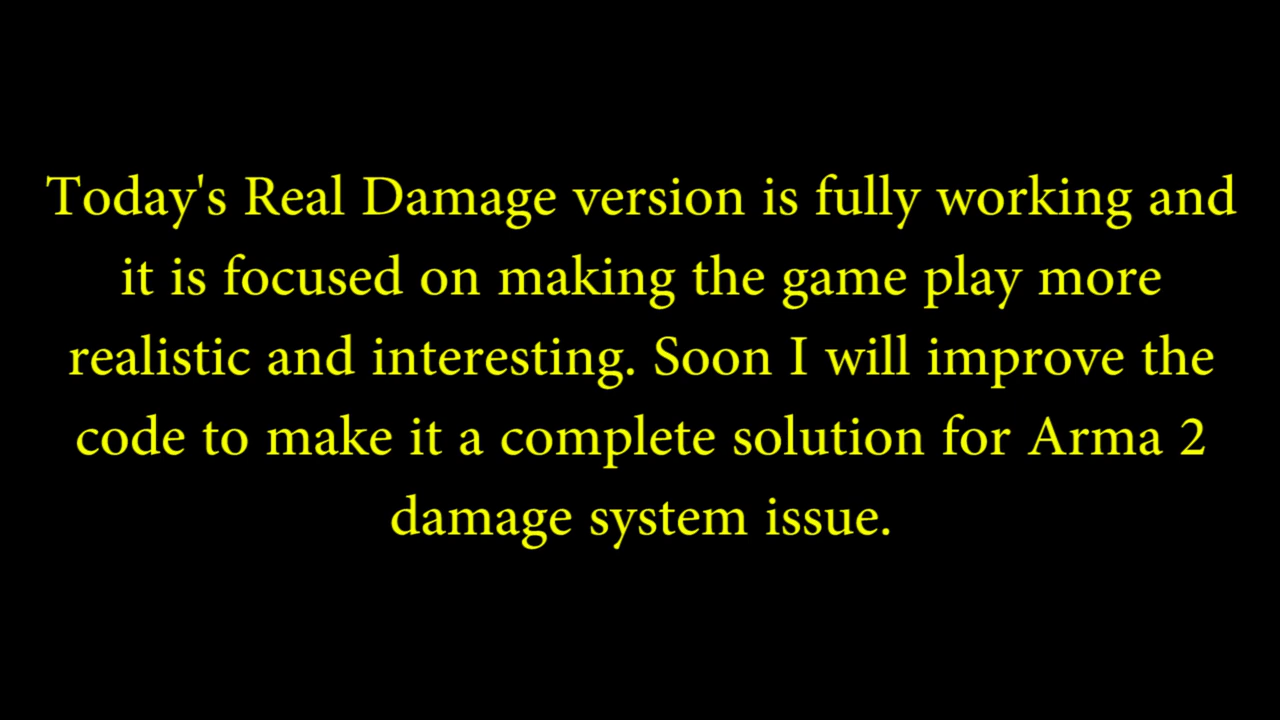 Today's Real Damage version is fully working and
it is focused on making the game play more
realistic and interesting. Soon I will improve the
code to make it a complete solution for Arma 2
damage system issue.